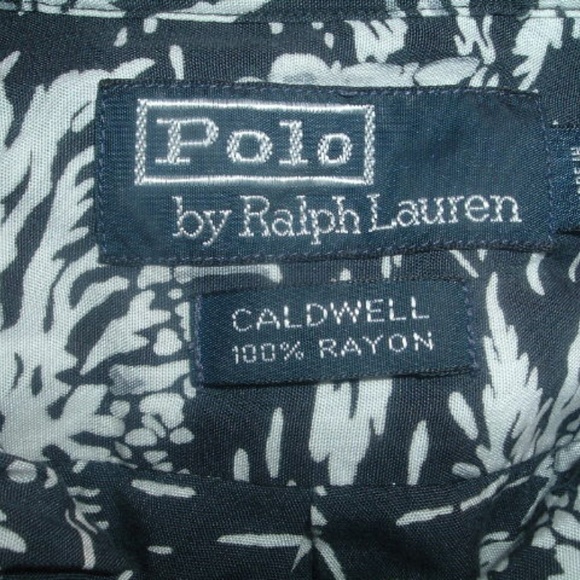 Polo
by Ralph Lauren
CALDWELL
100% RAYON